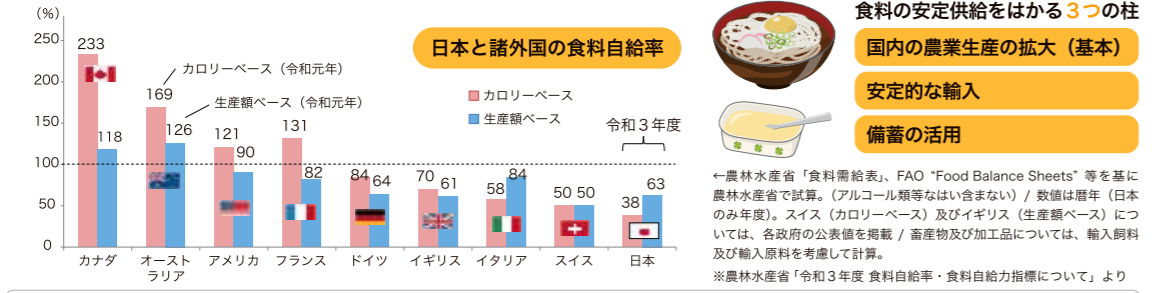 (%)
日本と諸外国の食料自給率
カロリーベース（令和元年）
生産額ベース（令和元年）
カロリーベース
生産額ベース
令和３年度
250
200
150
100
50
0
233
118
169
126
121
90
131
82
84
64
70
61
58
84
50
50
38
63
カナダ
オースト
ラリア
アメリカ
フランス
ドイツ
イギリス
イタリア
スイス
日本
食料の安定供給をはかる３つの柱
国内の農業生産の拡大（基本）
安定的な輸入
備蓄の活用
←農林水産省「食料需給表」、FAO “Food Balance Sheets” 等を基に
農林水産省で試算。（アルコール類等なはい含まない）/ 数値は暦年（日本
のみ年度）。スイス（カロリーベース）及びイギリス（生産額ベース）につ
いては、各政府の公表値を掲載 / 畜産物及び加工品については、輸入飼料
及び輸入原料を考慮して計算。
※農林水産省「令和３年度 食料自給率・食料自給力指標について」より